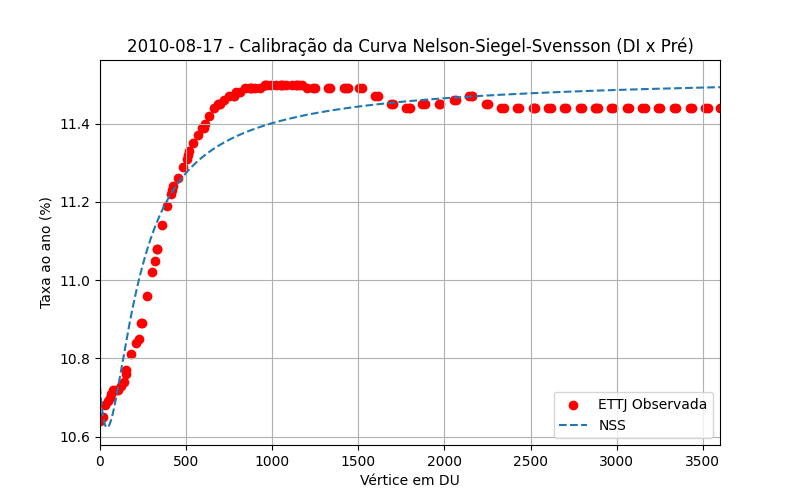 2010-08-17 - Calibração da Curva Nelson-Siegel-Svensson (DI x Pré)
Taxa ao ano (%)
11.4
11.2
11.0
10.8
10.6
ETTJ Observada
NSS
0 500 1000 1500 2000 2500 3000 3500
Vértice em DU